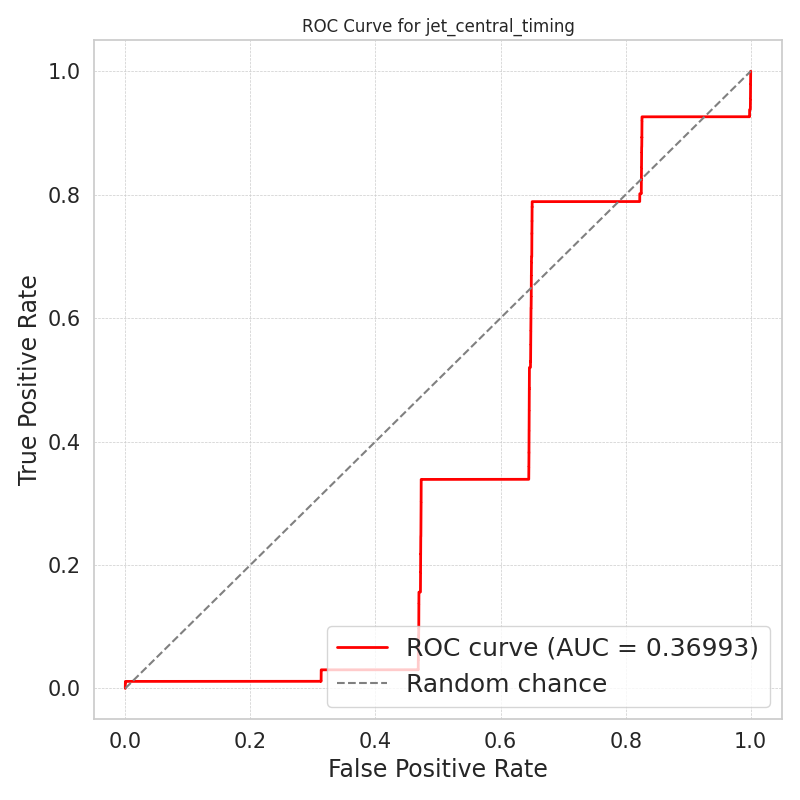 ROC Curve for jet_central_timing
1.0
0.8
0.6
0.4
0.2
0.0
True Positive Rate
ROC curve (AUC = 0.36993)
Random chance
0.0 0.2 0.4 0.6 0.8 1.0
False Positive Rate